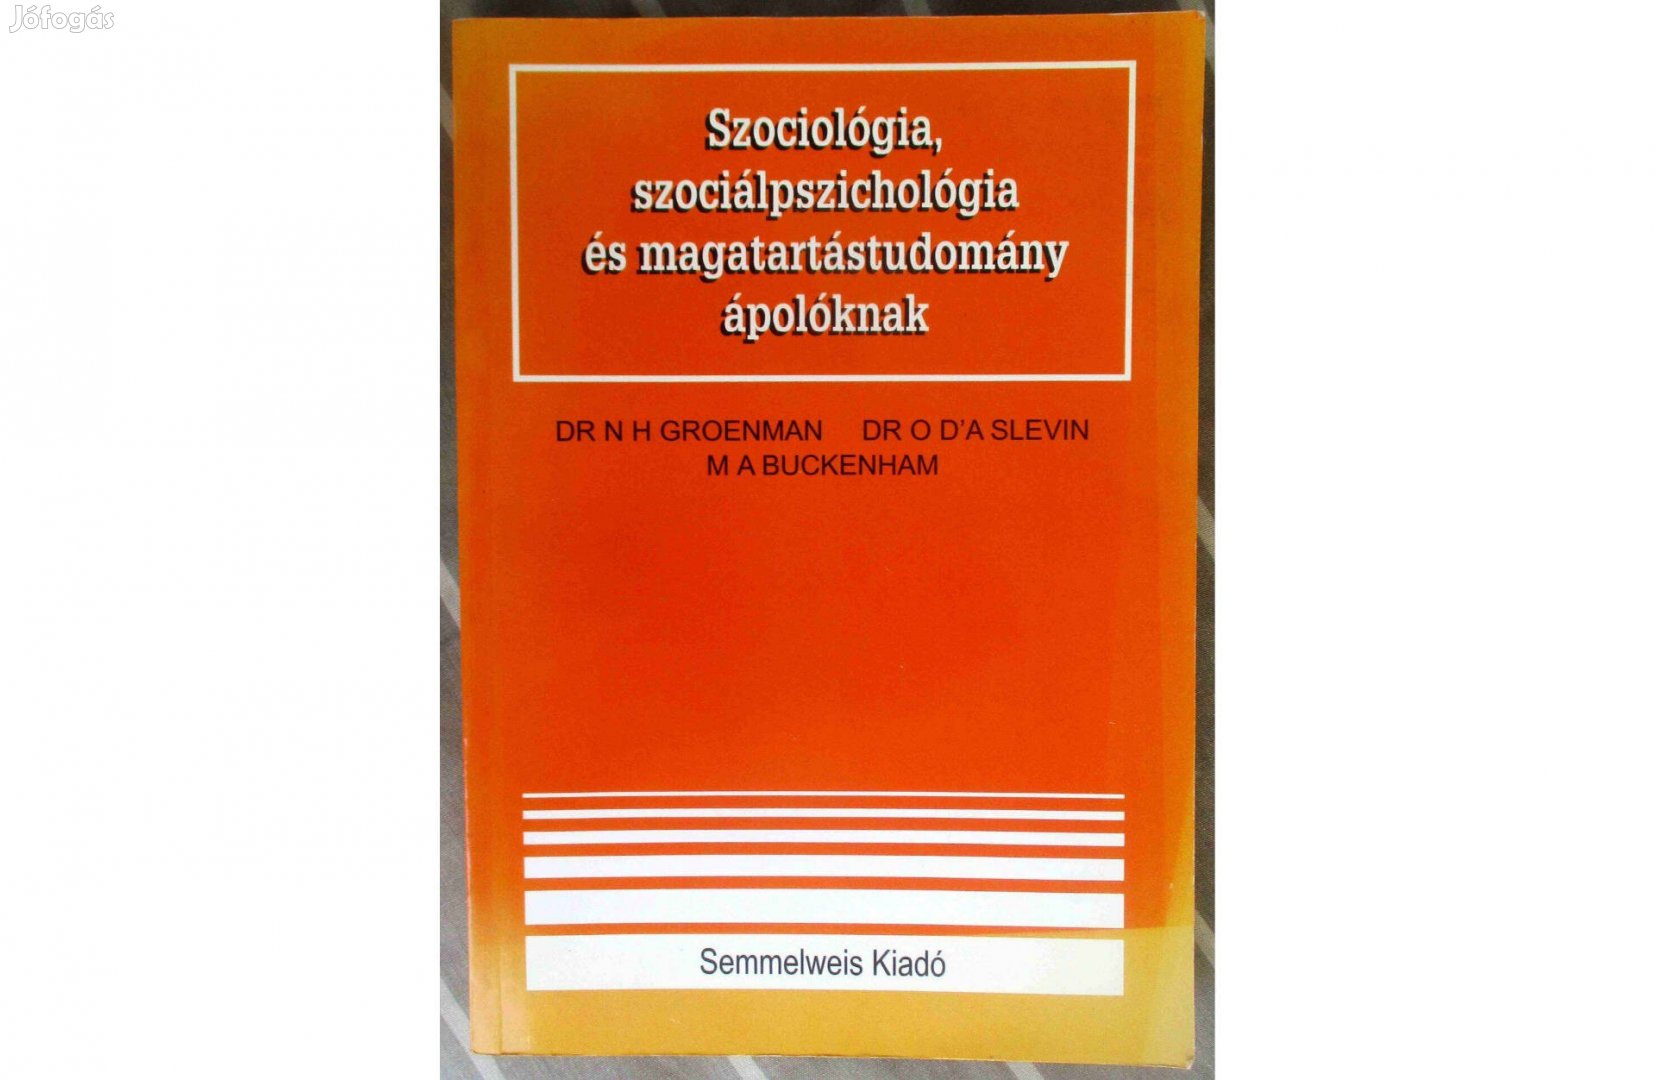 Jófogás
Szociológia,
szociálpszichológia
és magatartástudomány
ápolóknak
DR N H GROENMAN DR O D'A SLEVIN
M A BUCKENHAM
Semmelweis Kiadó